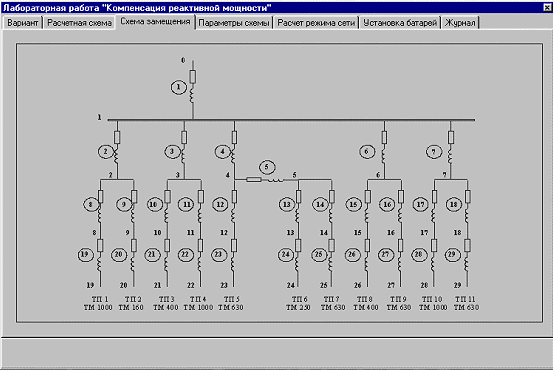 Лабораторная работа "Компенсация реактивной мощности"
Вариант Расчетная схема Схема замещения Параметры схемы Расчет режима сети Установка батарей Журнал
0
1
1
2 3 4 6 7
5
2 3 4 5 6 7
8 9 10 11 12 13 14 15 16 17 18
8 9 10 11 12 13 14 15 16 17 18
19 20 21 22 23 24 25 26 27 28 29
19 20 21 22 23 24 25 26 27 28 29
ТП 1 ТП 2 ТП 3 ТП 4 ТП 5 ТП 6 ТП 7 ТП 8 ТП 9 ТП 10 ТП 11
ТМ 1000 ТМ 160 ТМ 400 ТМ 1000 ТМ 630 ТМ 250 ТМ 630 ТМ 400 ТМ 630 ТМ 1000 ТМ 630